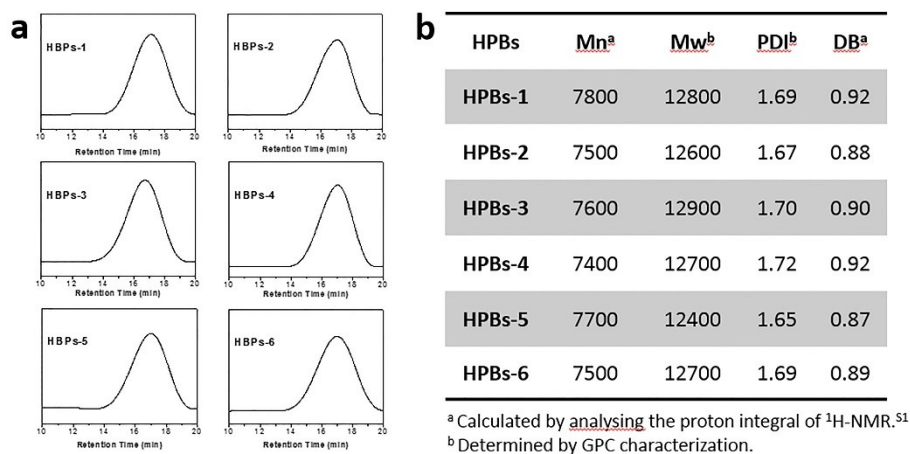 a
HBPs-1
10 12 14 16 18 20
Retention Time (min)
HBPs-2
10 12 14 16 18 20
Retention Time (min)
HBPs-3
10 12 14 16 18 20
Retention Time (min)
HBPs-4
10 12 14 16 18 20
Retention Time (min)
HBPs-5
10 12 14 16 18 20
Retention Time (min)
HBPs-6
10 12 14 16 18 20
Retention Time (min)
b
HPBs Mnᵃ Mwᵇ PDIᵇ DBᵃ
HPBs-1 7800 12800 1.69 0.92
HPBs-2 7500 12600 1.67 0.88
HPBs-3 7600 12900 1.70 0.90
HPBs-4 7400 12700 1.72 0.92
HPBs-5 7700 12400 1.65 0.87
HPBs-6 7500 12700 1.69 0.89
ᵃ Calculated by analysing the proton integral of ¹H-NMR.ˢ¹
ᵇ Determined by GPC characterization.